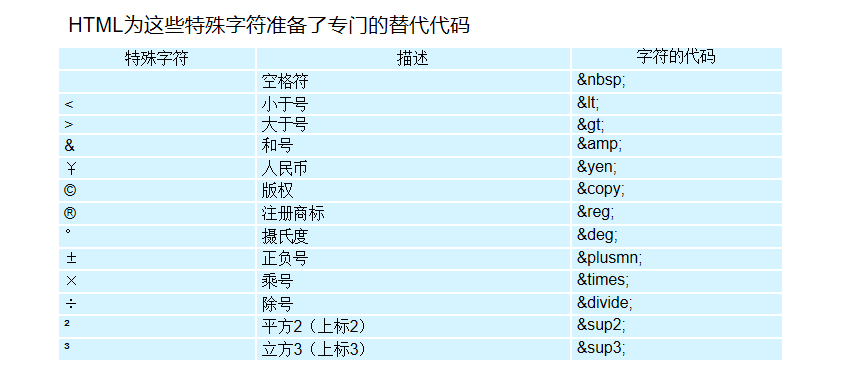 HTML为这些特殊字符准备了专门的替代代码
特殊字符 描述 字符的代码
空格符 &nbsp;
< 小于号 &lt;
> 大于号 &gt;
& 和号 &amp;
¥ 人民币 &yen;
© 版权 &copy;
® 注册商标 &reg;
° 摄氏度 &deg;
± 正负号 &plusmn;
× 乘号 &times;
÷ 除号 &divide;
² 平方2（上标2） &sup2;
³ 立方3（上标3） &sup3;